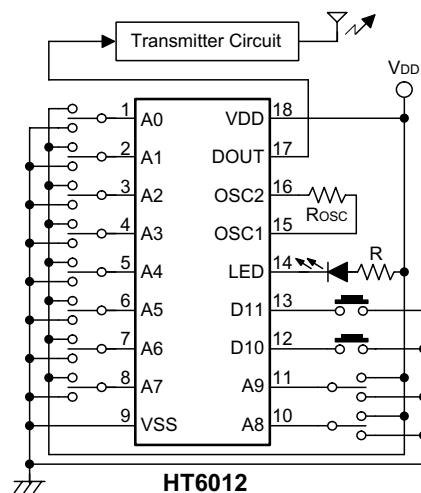 Transmitter Circuit
VDD
1 A0 VDD 18
2 A1 DOUT 17
3 A2 OSC2 16
ROSC
4 A3 OSC1 15
5 A4 LED 14 R
6 A5 D11 13
7 A6 D10 12
8 A7 A9 11
9 VSS A8 10
HT6012